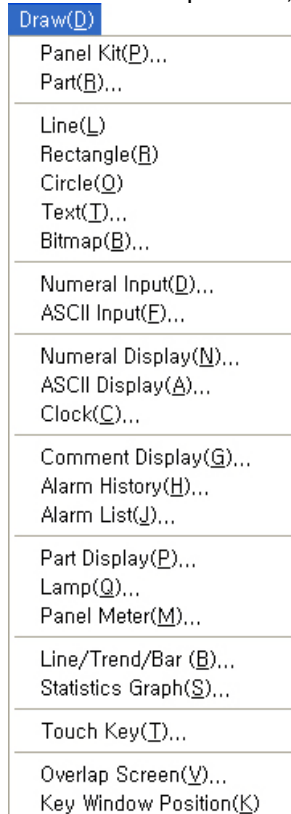 Draw(D)
Panel Kit(P)...
Part(R)...
Line(L)
Rectangle(R)
Circle(O)
Text(T)...
Bitmap(B)...
Numeral Input(D)...
ASCII Input(F)...
Numeral Display(N)...
ASCII Display(A)...
Clock(C)...
Comment Display(G)...
Alarm History(H)...
Alarm List(J)...
Part Display(P)...
Lamp(Q)...
Panel Meter(M)...
Line/Trend/Bar (B)...
Statistics Graph(S)...
Touch Key(T)...
Overlap Screen(V)...
Key Window Position(K)